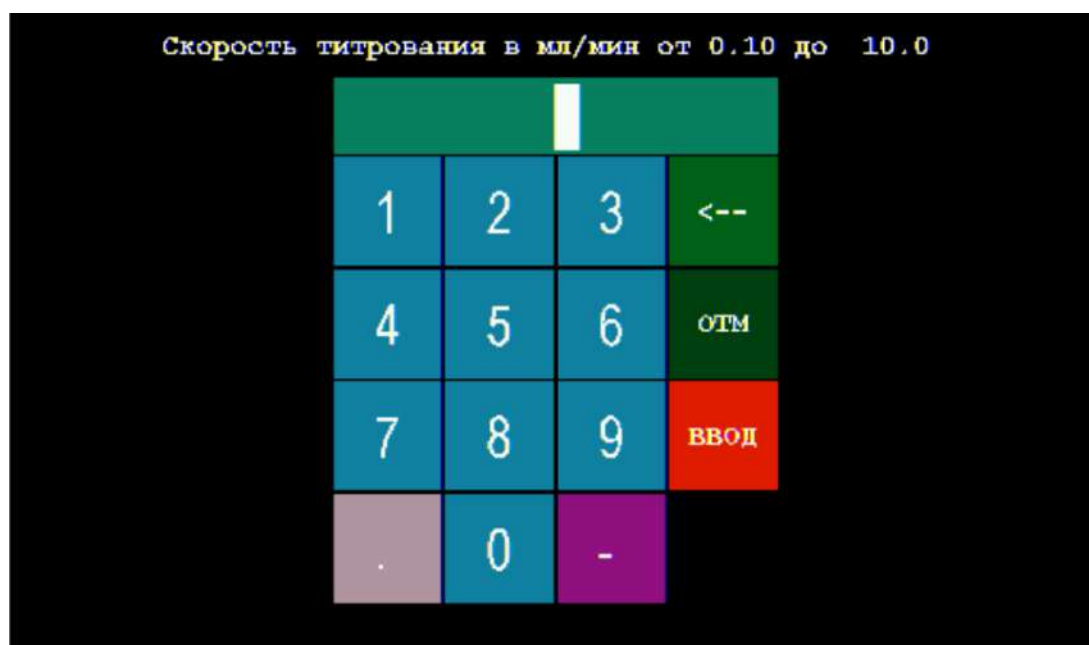 Скорость титрования в мл/мин от 0.10 до 10.0
1 2 3 <--
4 5 6 ОТМ
7 8 9 ВВОД
. 0 -